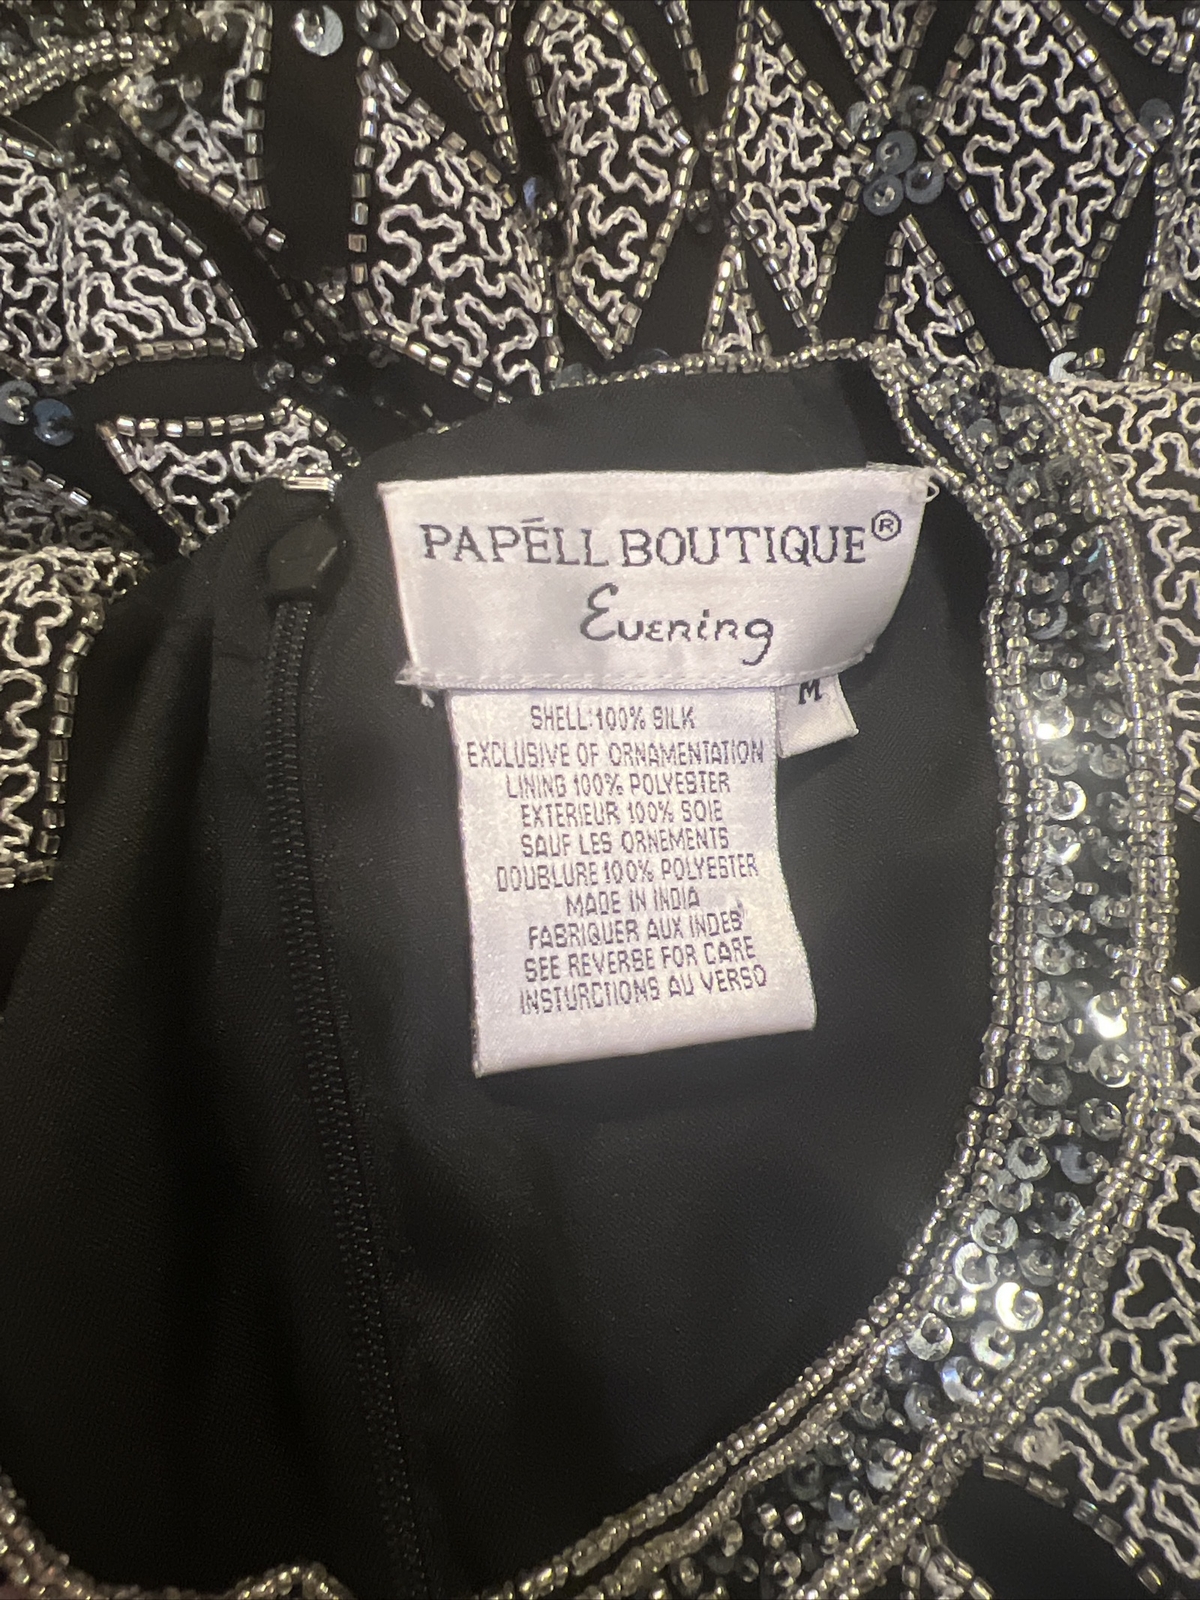 PAPÉLL BOUTIQUE®
Evening
M
SHELL:100% SILK
EXCLUSIVE OF ORNAMENTATION
LINING 100% POLYESTER
EXTERIEUR 100% SOIE
SAUF LES ORNEMENTS
DOUBLURE 100% POLYESTER
MADE IN INDIA
FABRIQUER AUX INDES
SEE REVERSE FOR CARE
INSTURCTIONS AU VERSO